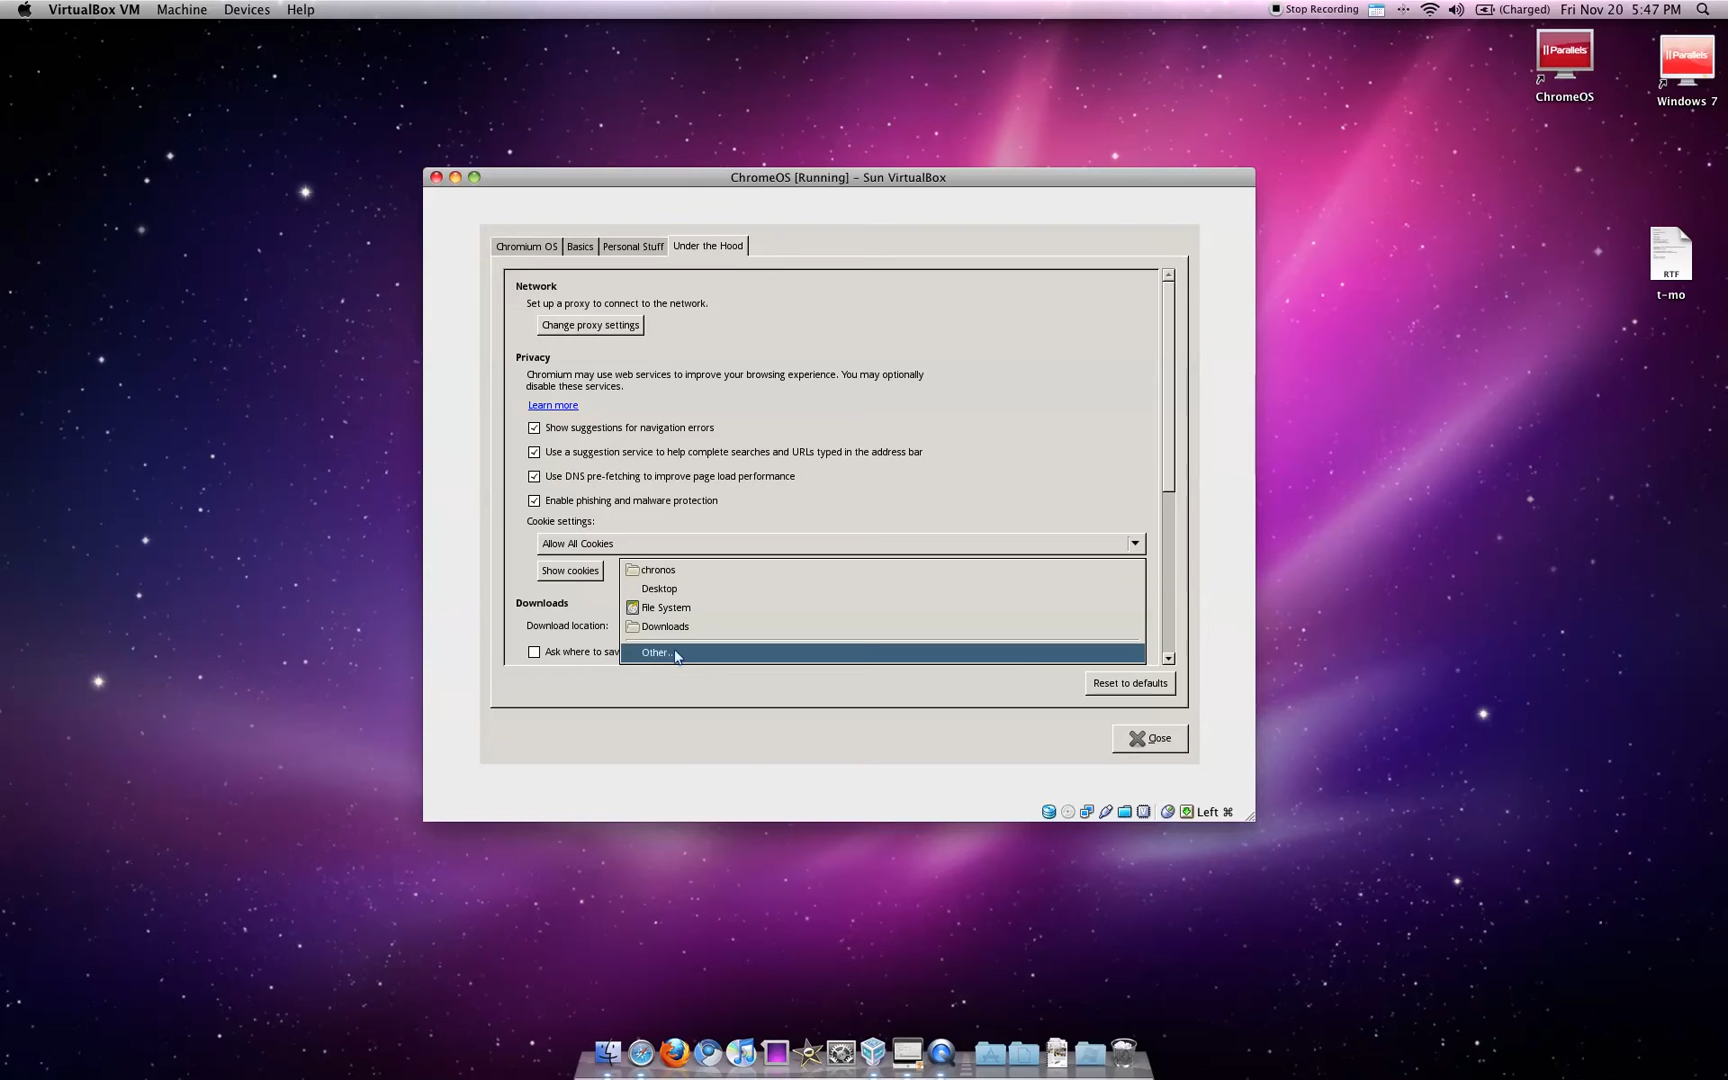 VirtualBox VM Machine Devices Help
Stop Recording (Charged) Fri Nov 20 5:47 PM
Parallels
ChromeOS
Parallels
Windows 7
RTF
t-mo
ChromeOS [Running] – Sun VirtualBox
Chromium OS Basics Personal Stuff Under the Hood
Network
Set up a proxy to connect to the network.
Change proxy settings
Privacy
Chromium may use web services to improve your browsing experience. You may optionally
disable these services.
Learn more
Show suggestions for navigation errors
Use a suggestion service to help complete searches and URLs typed in the address bar
Use DNS pre-fetching to improve page load performance
Enable phishing and malware protection
Cookie settings:
Allow All Cookies
Show cookies
chronos
Desktop
File System
Downloads
Other...
Downloads
Download location:
Ask where to sav
Reset to defaults
Close
Left ⌘